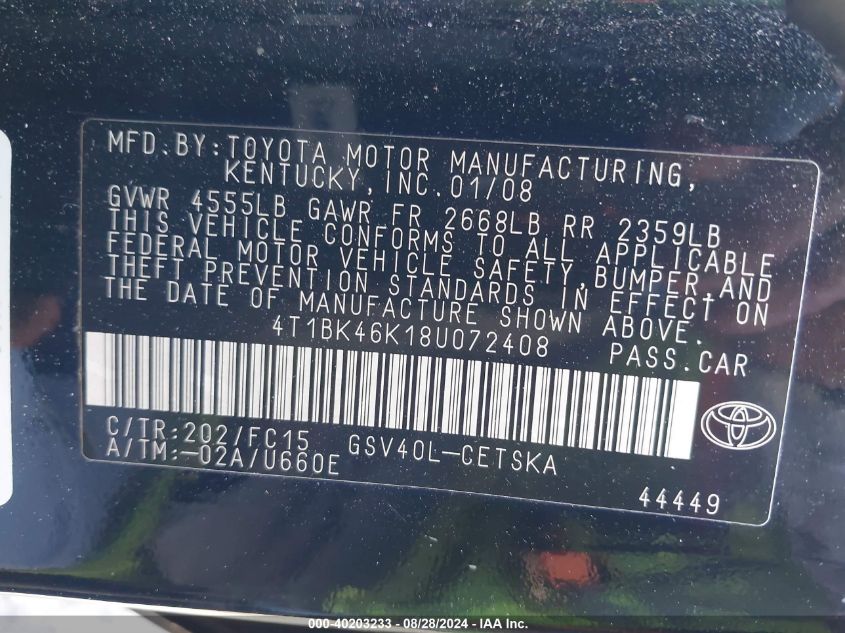 MFD.BY:TOYOTA MOTOR MANUFACTURING,
KENTUCKY, INC.01/08
GVWR 4555LB GAWR FR 2668LB RR 2359LB
THIS VEHICLE CONFORMS TO ALL APPLICABLE
FEDERAL MOTOR VEHICLE SAFETY,BUMPER,AND
THEFT PREVENTION STANDARDS IN EFFECT ON
THE DATE OF MANUFACTURE SHOWN ABOVE.
4T1BK46K18U072408 PASS.CAR
C/TR:202/FC15 GSV40L-CETSKA
A/TM:-02A/U660E
44449
000-40203233 - 08/28/2024 - IAA Inc.